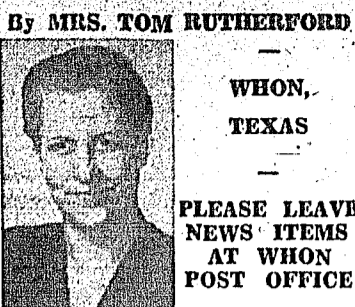 By MRS. TOM RUTHERFORD
WHON,
TEXAS
PLEASE LEAVE
NEWS ITEMS
AT WHON
POST OFFICE